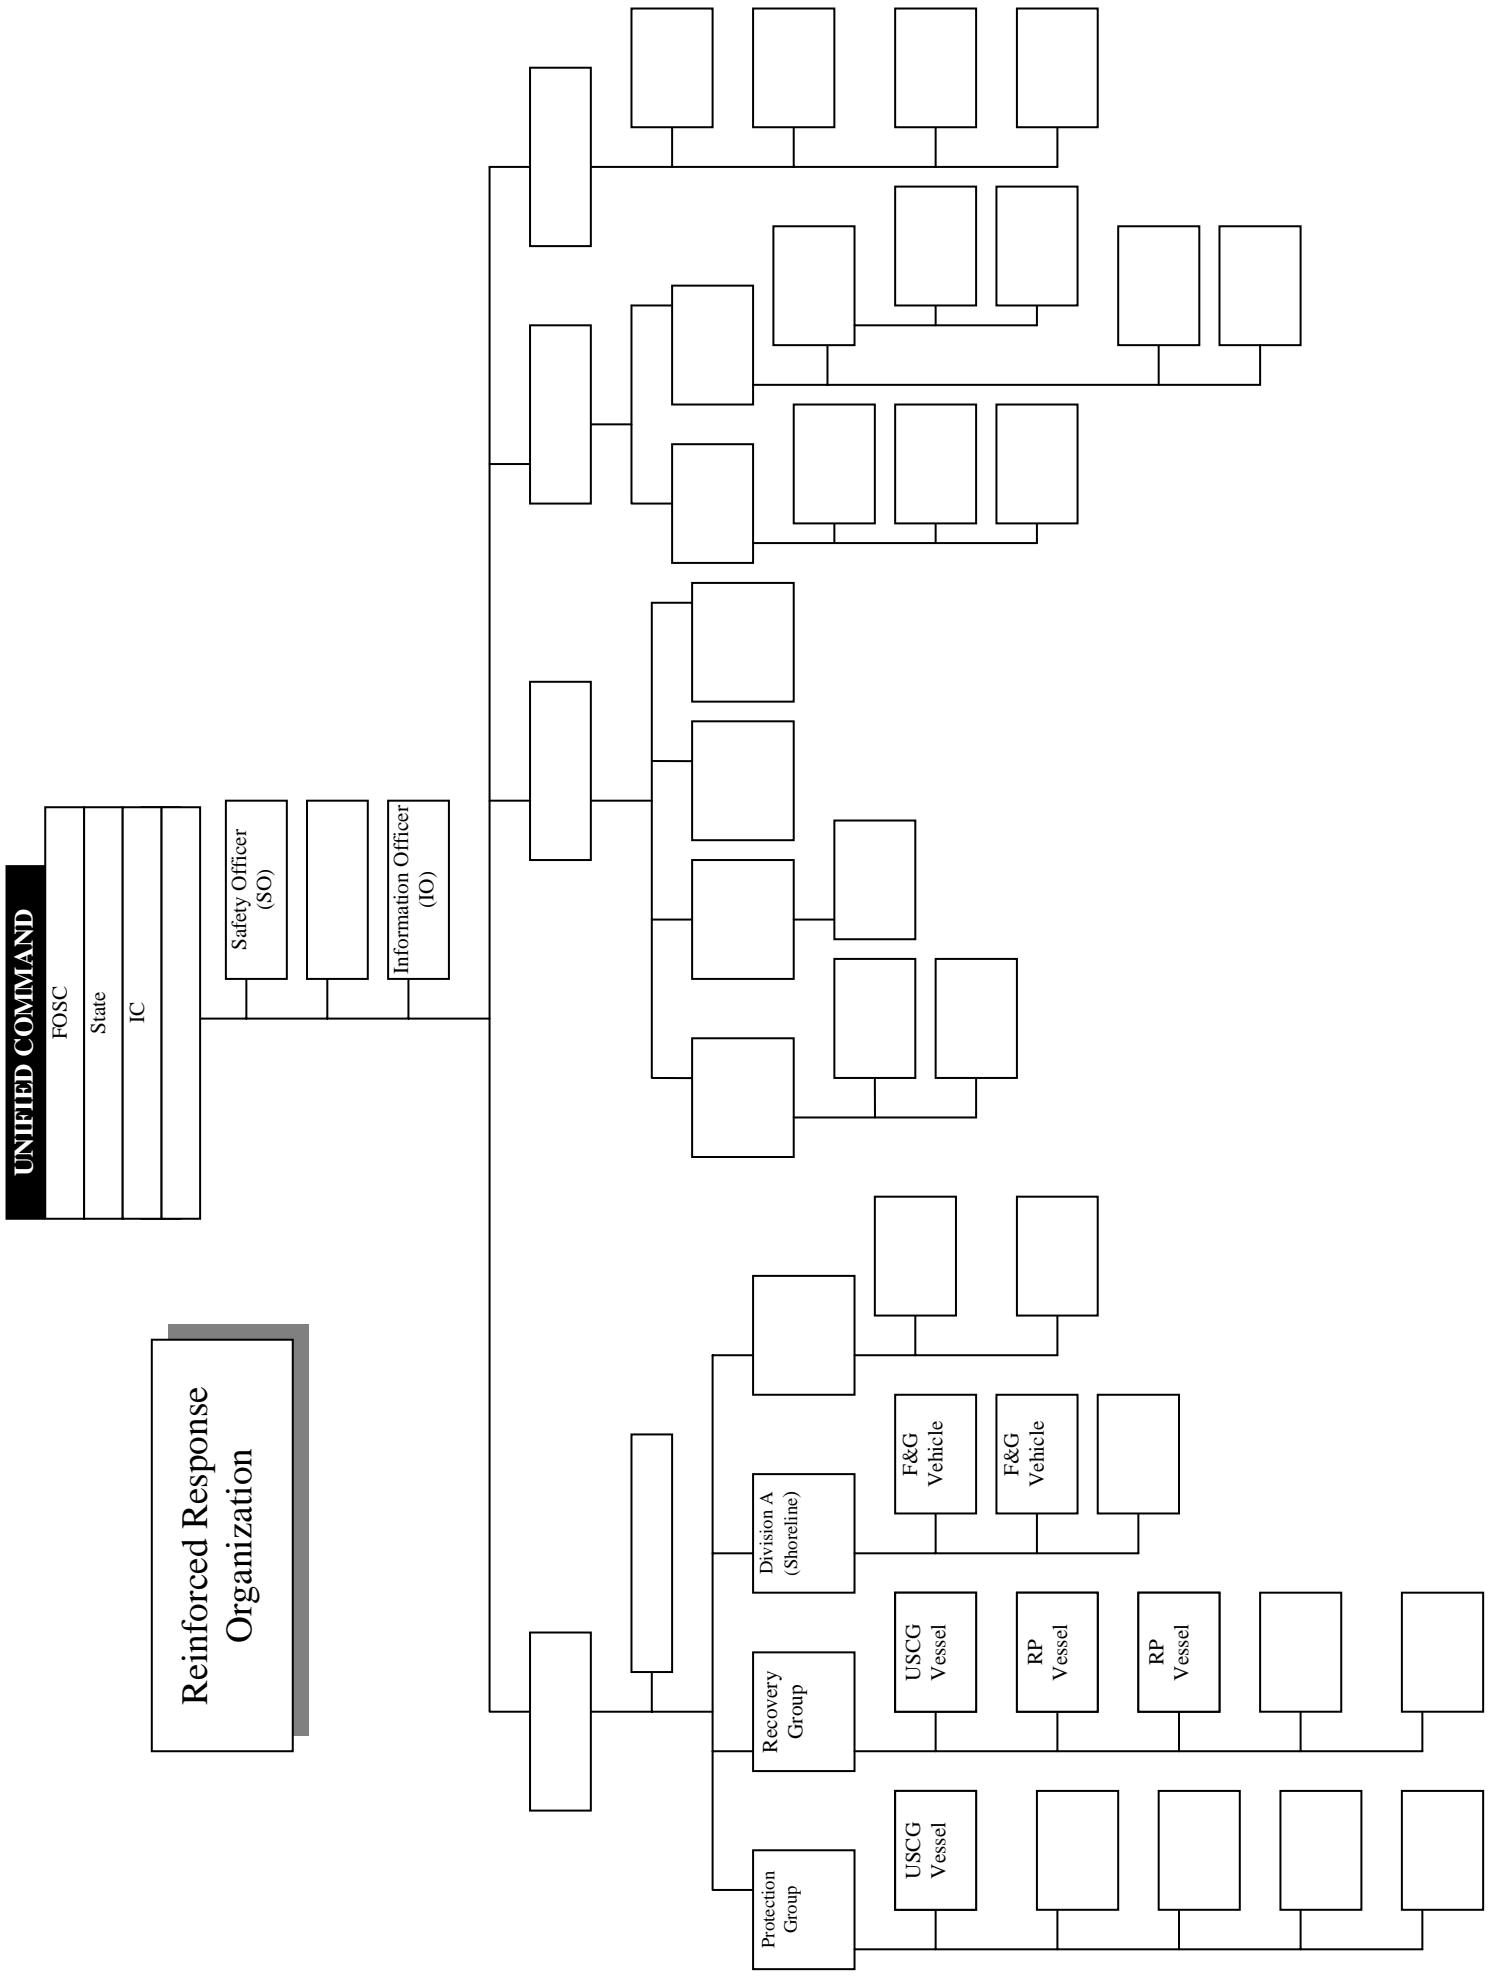 Reinforced Response
Organization
UNIFIED COMMAND
FOSC
State
IC
Safety Officer
(SO)
Information Officer
(IO)
Protection
Group
USCG
Vessel
Recovery
Group
USCG
Vessel
RP
Vessel
RP
Vessel
Division A
(Shoreline)
F&G
Vehicle
F&G
Vehicle